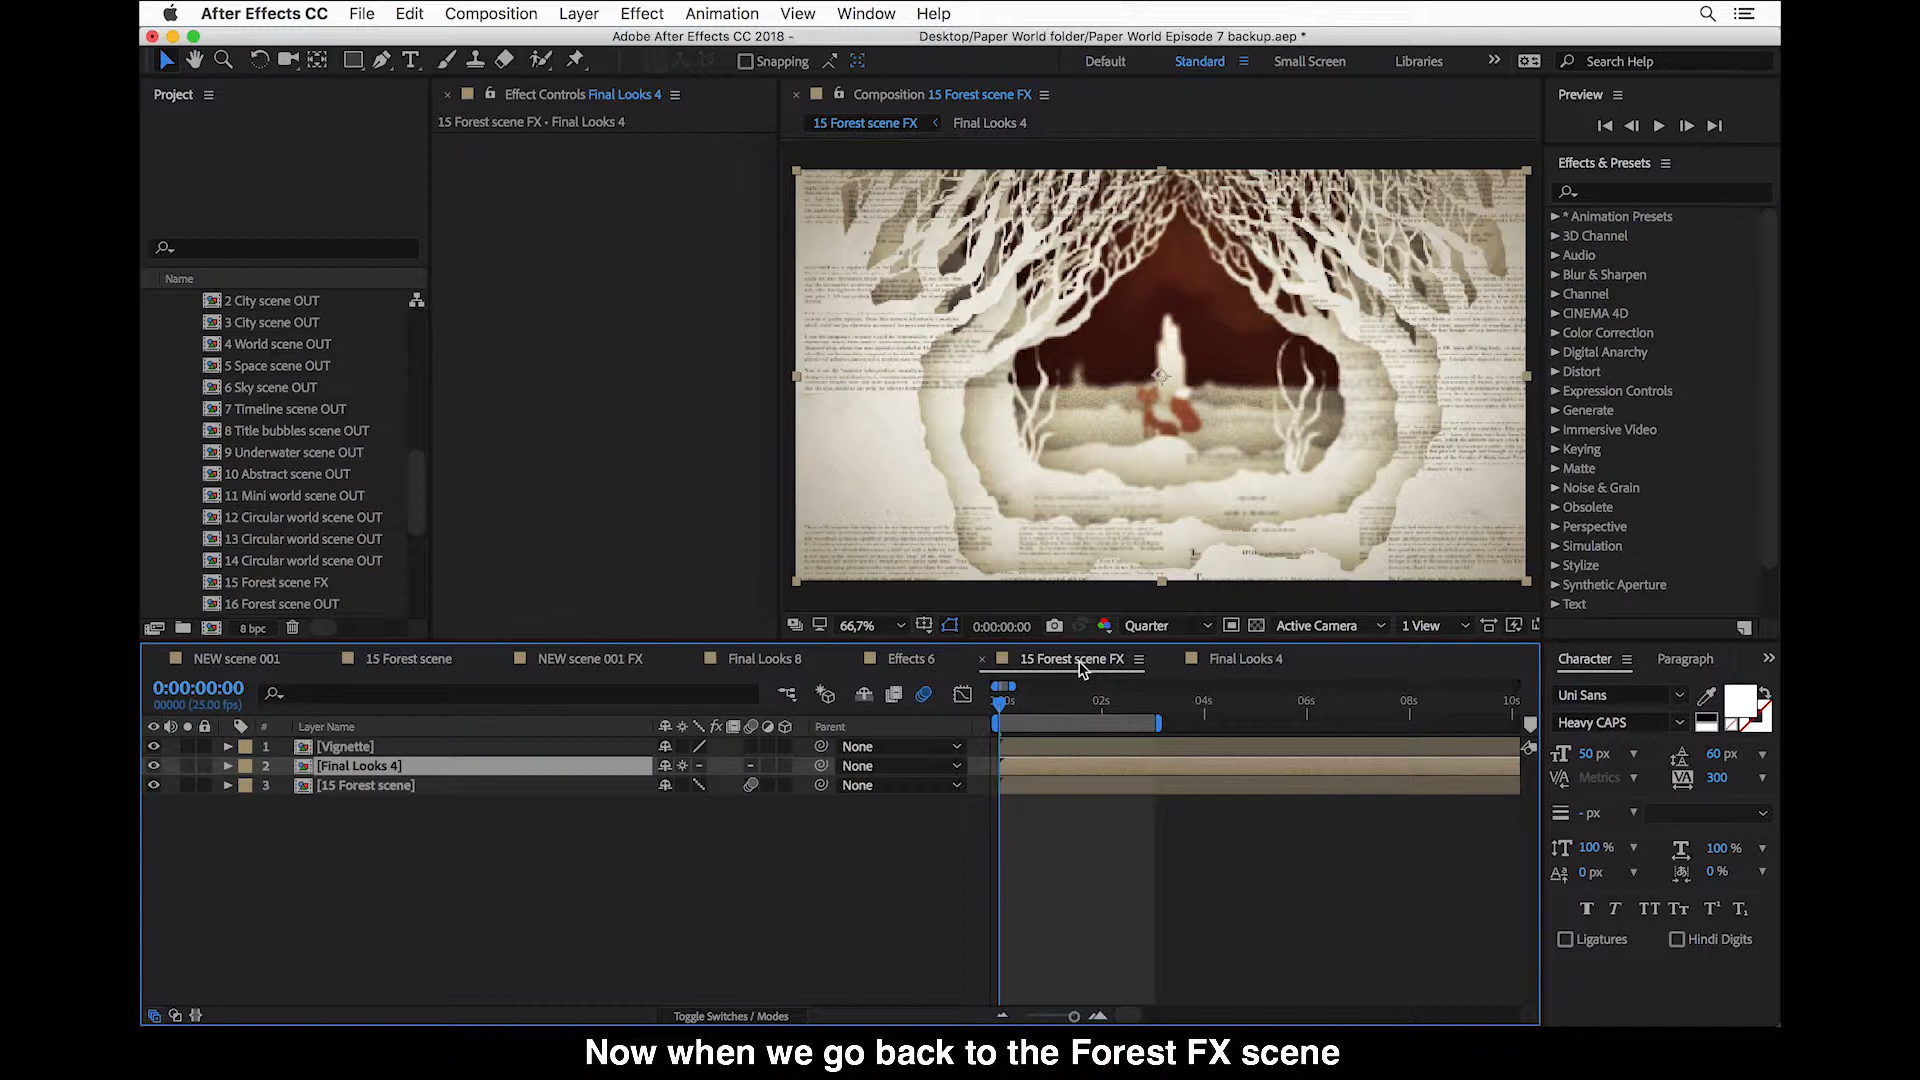 After Effects CC File Edit Composition Layer Effect Animation View Window Help
Adobe After Effects CC 2018 - Desktop/Paper World folder/Paper World Episode 7 backup.aep *
Snapping Default Standard Small Screen Libraries Search Help
Project
Effect Controls Final Looks 4
15 Forest scene FX • Final Looks 4
Composition 15 Forest scene FX
15 Forest scene FX Final Looks 4
Name
2 City scene OUT
3 City scene OUT
4 World scene OUT
5 Space scene OUT
6 Sky scene OUT
7 Timeline scene OUT
8 Title bubbles scene OUT
9 Underwater scene OUT
10 Abstract scene OUT
11 Mini world scene OUT
12 Circular world scene OUT
13 Circular world scene OUT
14 Circular world scene OUT
15 Forest scene FX
16 Forest scene OUT
8 bpc
66,7% 0:00:00:00 Quarter Active Camera 1 View
Preview
Effects & Presets
* Animation Presets
3D Channel
Audio
Blur & Sharpen
Channel
CINEMA 4D
Color Correction
Digital Anarchy
Distort
Expression Controls
Generate
Immersive Video
Keying
Matte
Noise & Grain
Obsolete
Perspective
Simulation
Stylize
Synthetic Aperture
Text
NEW scene 001 15 Forest scene NEW scene 001 FX Final Looks 8 Effects 6 15 Forest scene FX Final Looks 4
0:00:00:00
00000 (25.00 fps)
02s 04s 06s 08s 10s
# Layer Name Parent
1 [Vignette] None
2 [Final Looks 4] None
3 [15 Forest scene] None
Toggle Switches / Modes
Character Paragraph
Uni Sans
Heavy CAPS
50 px 60 px
Metrics 300
- px
100 % 100 %
0 px 0 %
T T TT Tт T¹ T₁
Ligatures Hindi Digits
Now when we go back to the Forest FX scene